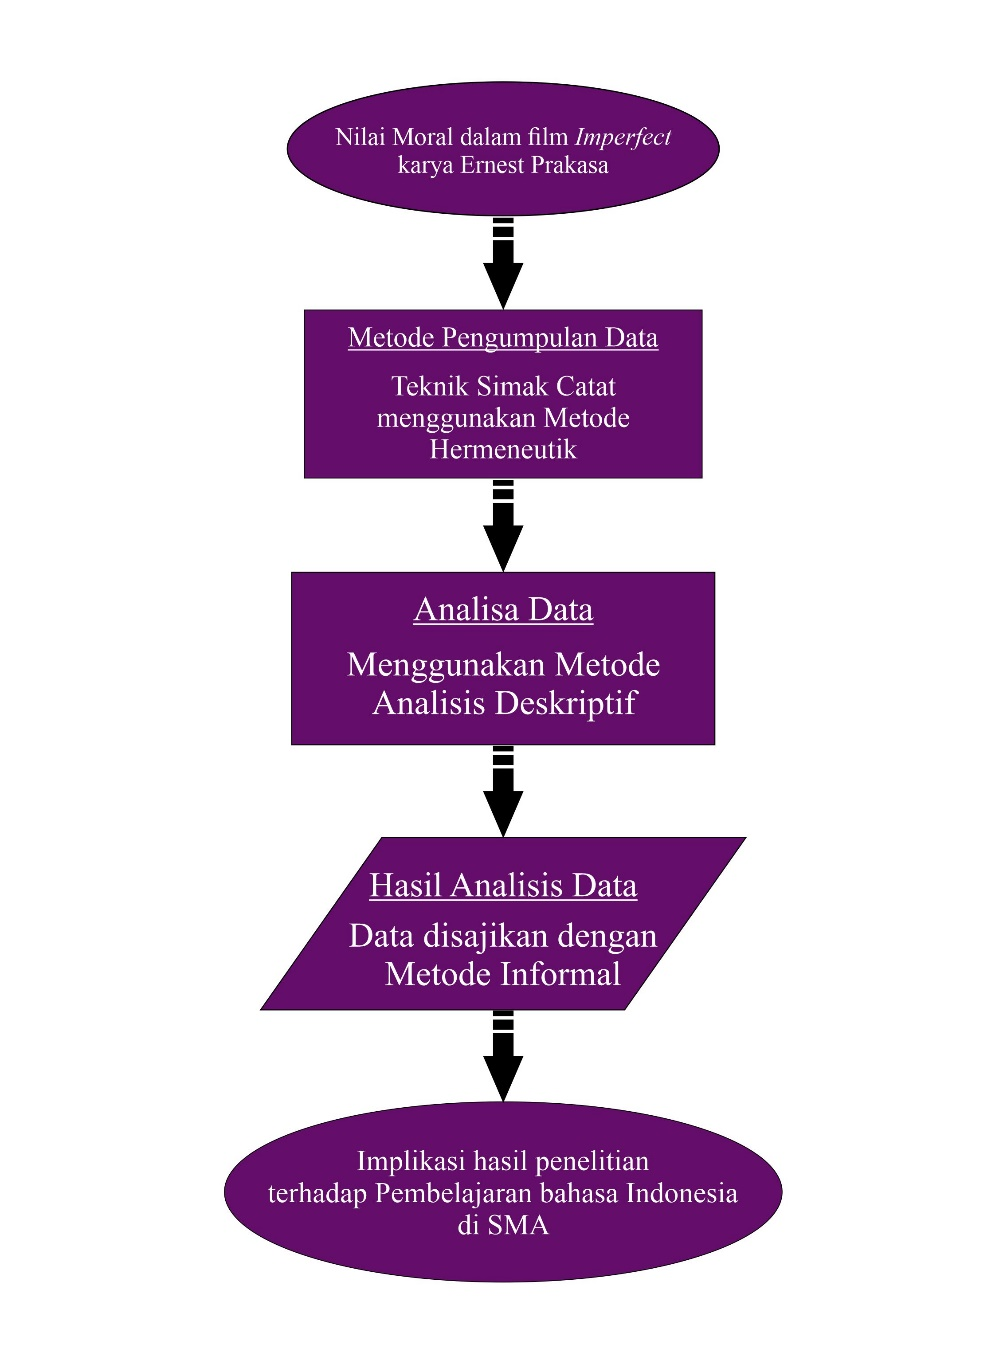 Nilai Moral dalam film Imperfect
karya Ernest Prakasa
Metode Pengumpulan Data
Teknik Simak Catat
menggunakan Metode
Hermeneutik
Analisa Data
Menggunakan Metode
Analisis Deskriptif
Hasil Analisis Data
Data disajikan dengan
Metode Informal
Implikasi hasil penelitian
terhadap Pembelajaran bahasa Indonesia
di SMA